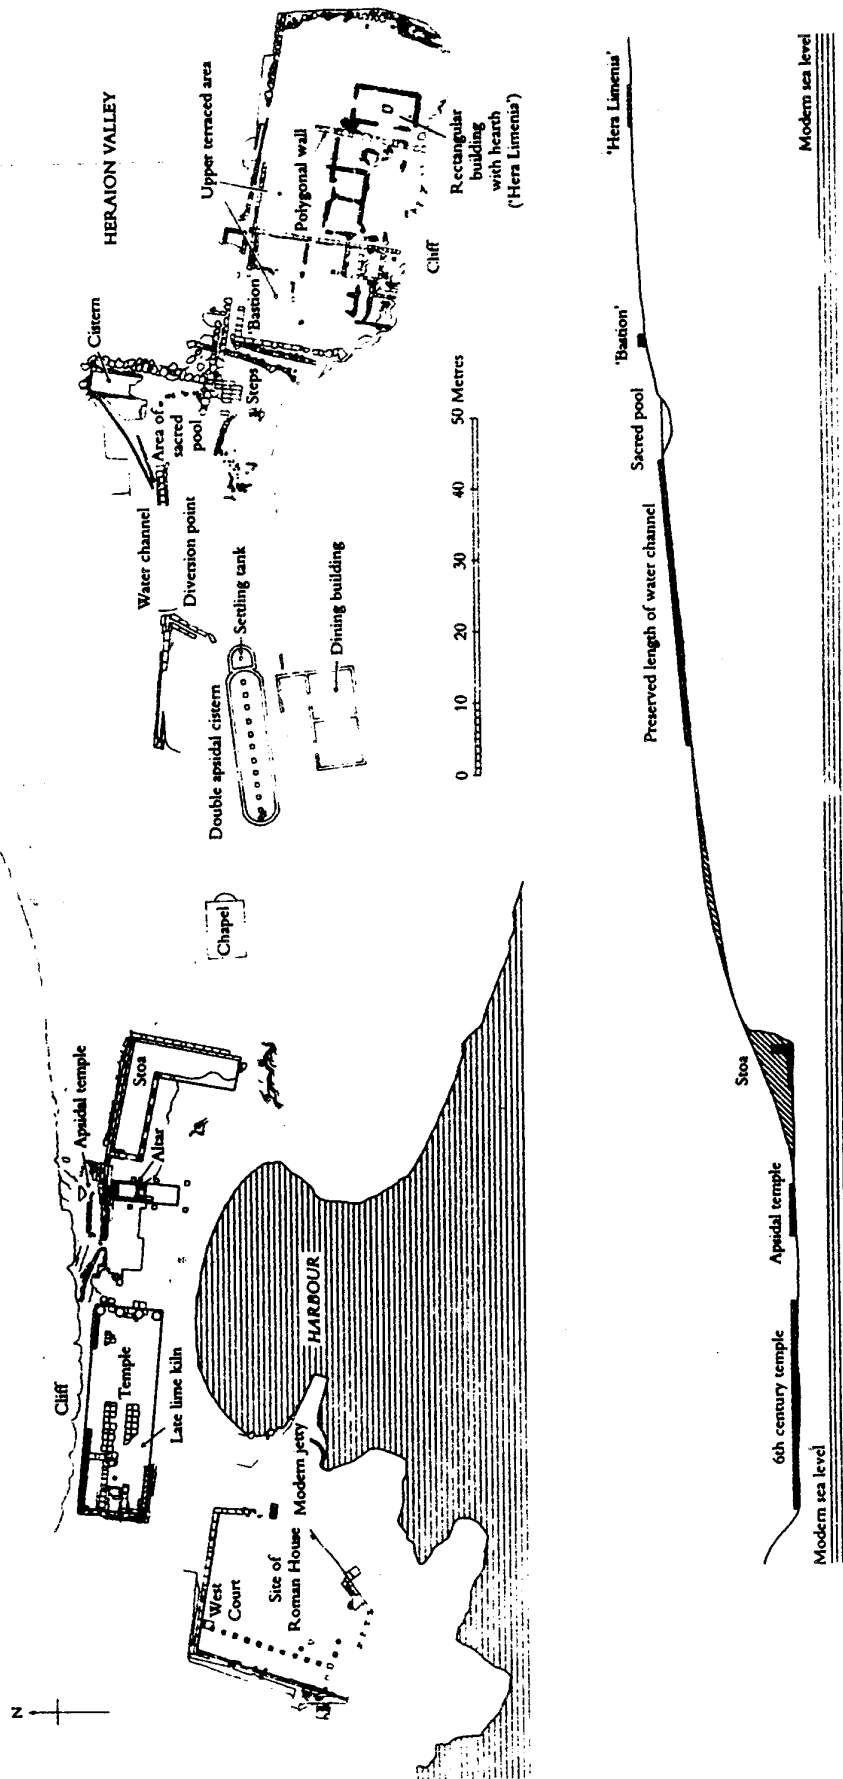 N
HERAION VALLEY
Cistern
Upper terraced area
Polygonal wall
Rectangular
building
with hearth
('Hera Limenia')
Cliff
'Bastion'
Steps
Area of
sacred
pool
Water channel
Diversion point
Settling tank
Double apsidal cistern
Dining building
0 10 20 30 40 50 Metres
Chapel
Apsidal temple
Stoa
Altar
Cliff
Temple
Late lime kiln
HARBOUR
Modern jetty
West
Court
Site of
Roman House
'Hera Limenia'
'Bastion'
Sacred pool
Preserved length of water channel
Stoa
Apsidal temple
6th century temple
Modern sea level
Modern sea level